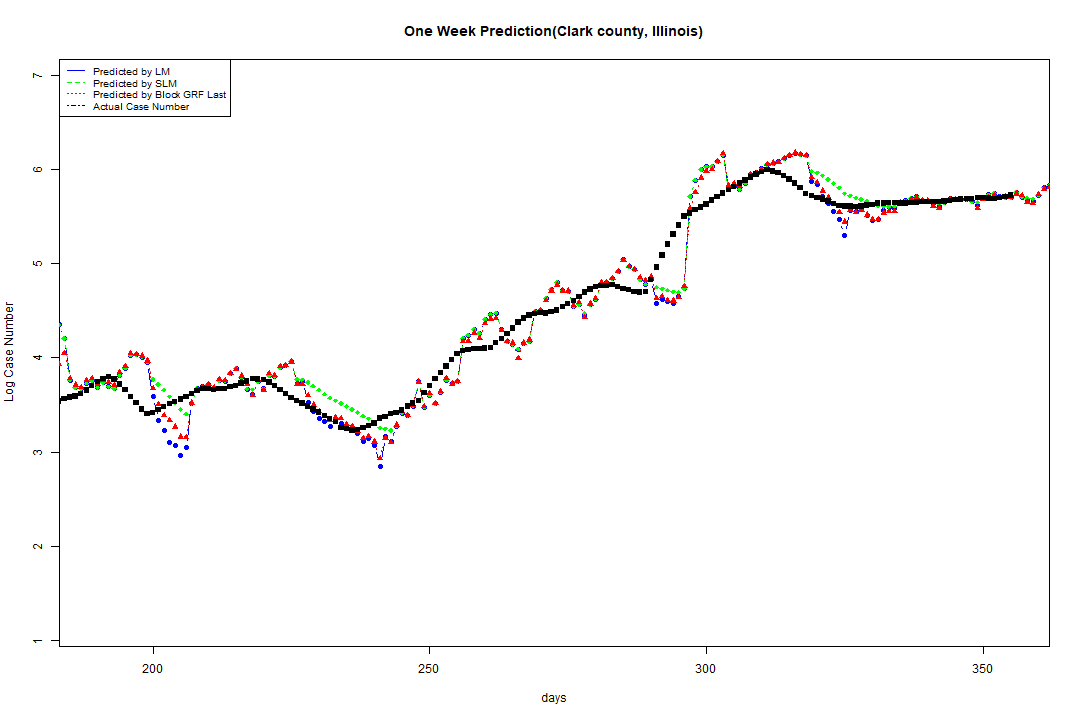 One Week Prediction(Clark county, Illinois)
Predicted by LM
Predicted by SLM
Predicted by Block GRF Last
Actual Case Number
7
6
5
4
3
2
1
Log Case Number
200 250 300 350
days